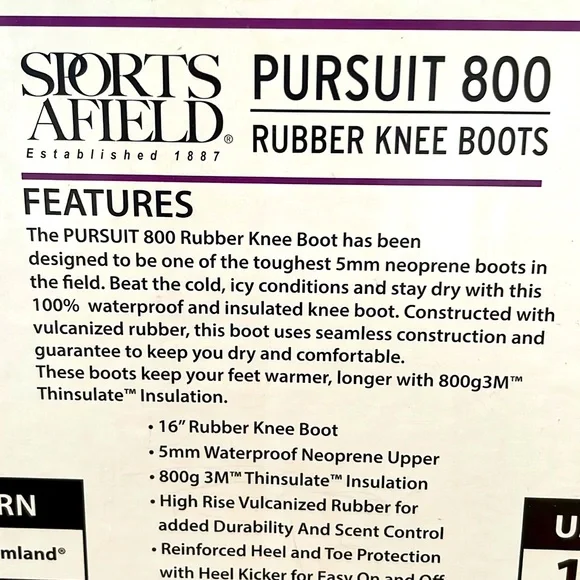 SPORTS
AFIELD®
Established 1887
PURSUIT 800
RUBBER KNEE BOOTS
FEATURES
The PURSUIT 800 Rubber Knee Boot has been
designed to be one of the toughest 5mm neoprene boots in
the field. Beat the cold, icy conditions and stay dry with this
100% waterproof and insulated knee boot. Constructed with
vulcanized rubber, this boot uses seamless construction and
guarantee to keep you dry and comfortable.
These boots keep your feet warmer, longer with 800g3M™
Thinsulate™ Insulation.
• 16” Rubber Knee Boot
• 5mm Waterproof Neoprene Upper
• 800g 3M™ Thinsulate™ Insulation
• High Rise Vulcanized Rubber for
added Durability And Scent Control
• Reinforced Heel and Toe Protection
with Heel Kicker for Easy On and Off
RN
mland®
U
1